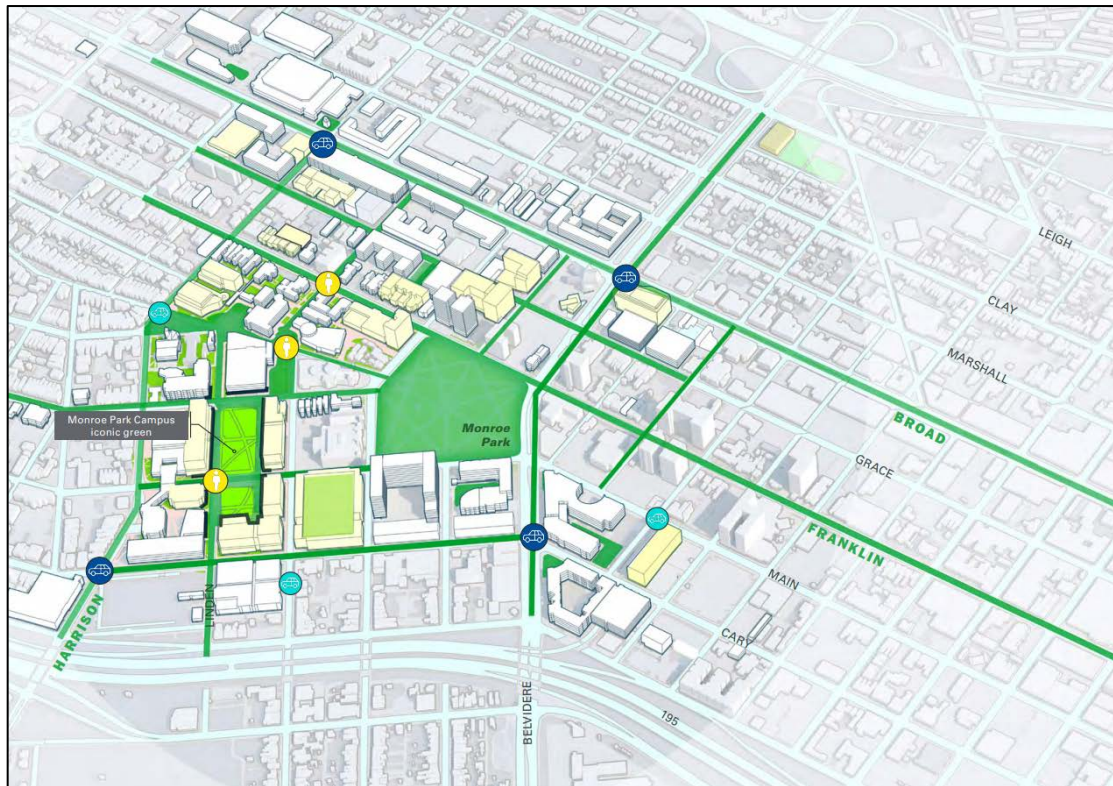 LEIGH
CLAY
MARSHALL
BROAD
Monroe Park Campus
iconic green
Monroe
Park
GRACE
FRANKLIN
MAIN
HARRISON
LINDEN
CARY
195
BELVIDERE